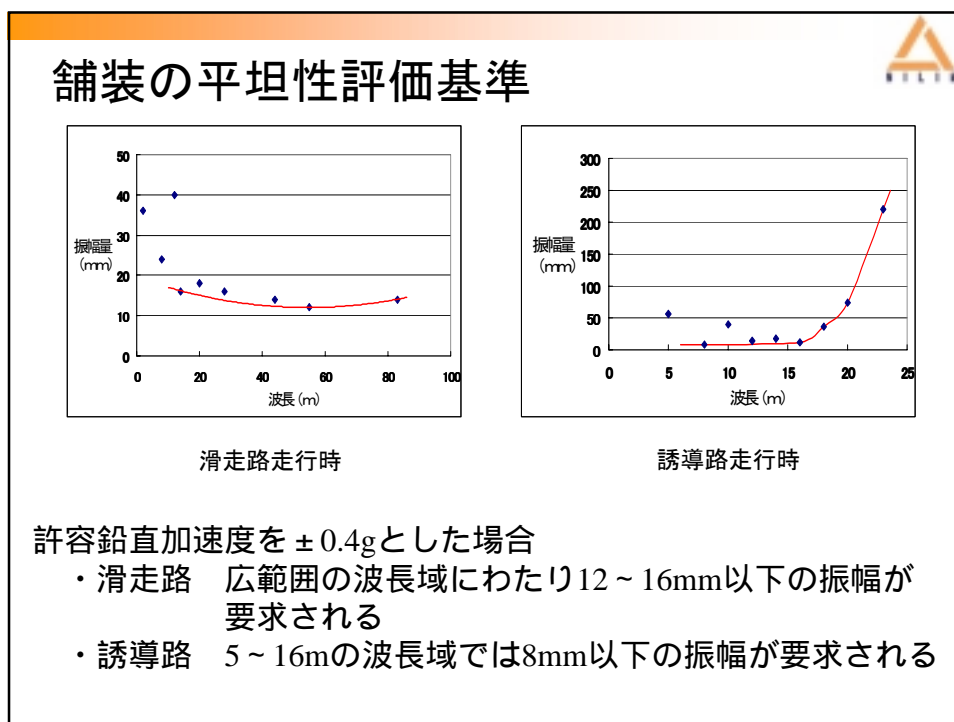 舗装の平坦性評価基準
NILIM
50
40
30
20
10
0
振幅量
(mm)
0 20 40 60 80 100
波長(m)
滑走路走行時
300
250
200
150
100
50
0
振幅量
(mm)
0 5 10 15 20 25
波長(m)
誘導路走行時
許容鉛直加速度を±0.4gとした場合
・滑走路 広範囲の波長域にわたり12~16mm以下の振幅が
要求される
・誘導路 5~16mの波長域では8mm以下の振幅が要求される